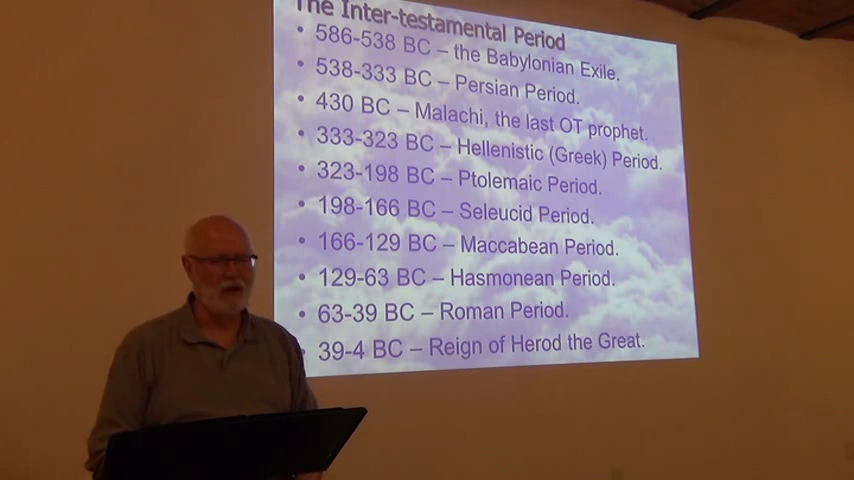 The Inter-testamental Period
• 586-538 BC – the Babylonian Exile.
• 538-333 BC – Persian Period.
• 430 BC – Malachi, the last OT prophet.
• 333-323 BC – Hellenistic (Greek) Period.
• 323-198 BC – Ptolemaic Period.
• 198-166 BC – Seleucid Period.
• 166-129 BC – Maccabean Period.
• 129-63 BC – Hasmonean Period.
• 63-39 BC – Roman Period.
• 39-4 BC – Reign of Herod the Great.